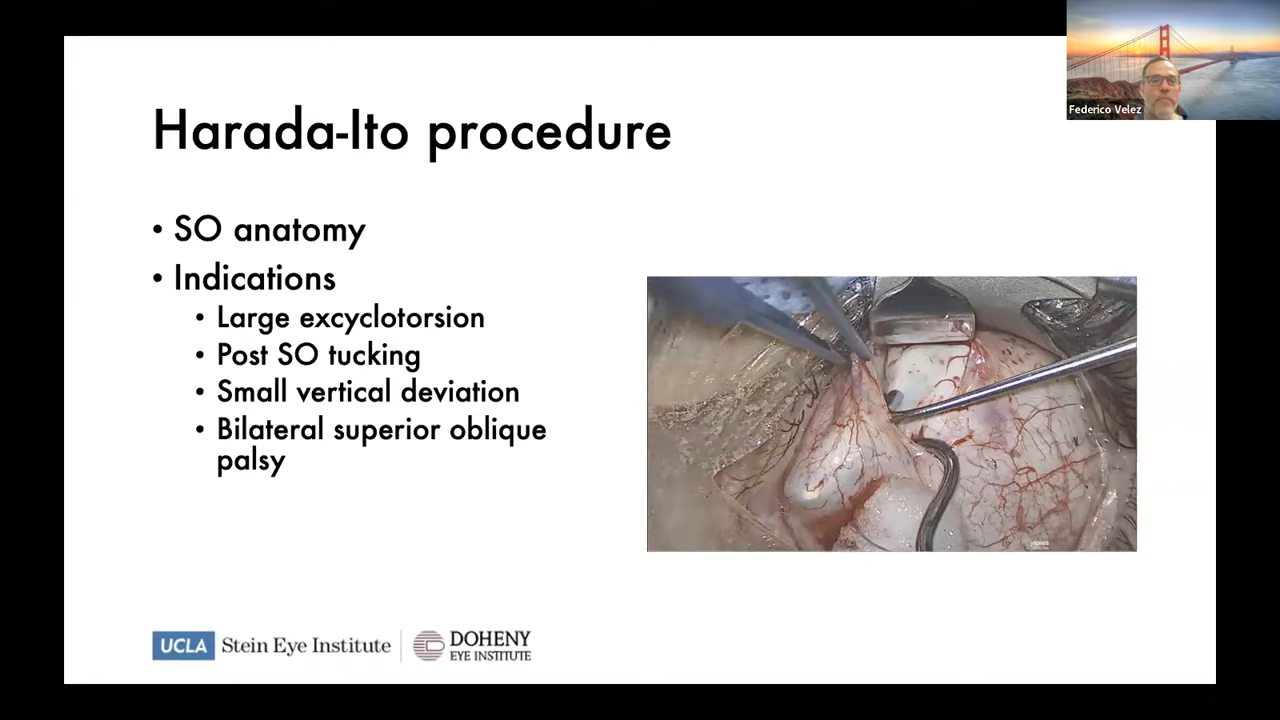 Federico Velez
Harada-Ito procedure
• SO anatomy
• Indications
• Large excyclotorsion
• Post SO tucking
• Small vertical deviation
• Bilateral superior oblique
palsy
UCLA Stein Eye Institute
DOHENY
EYE INSTITUTE